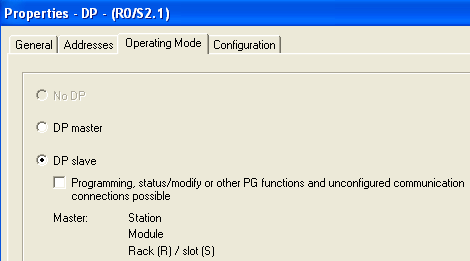 Properties - DP - (R0/S2.1)
General Addresses Operating Mode Configuration
No DP
DP master
DP slave
Programming, status/modify or other PG functions and unconfigured communication
connections possible
Master: Station
Module
Rack (R) / slot (S)